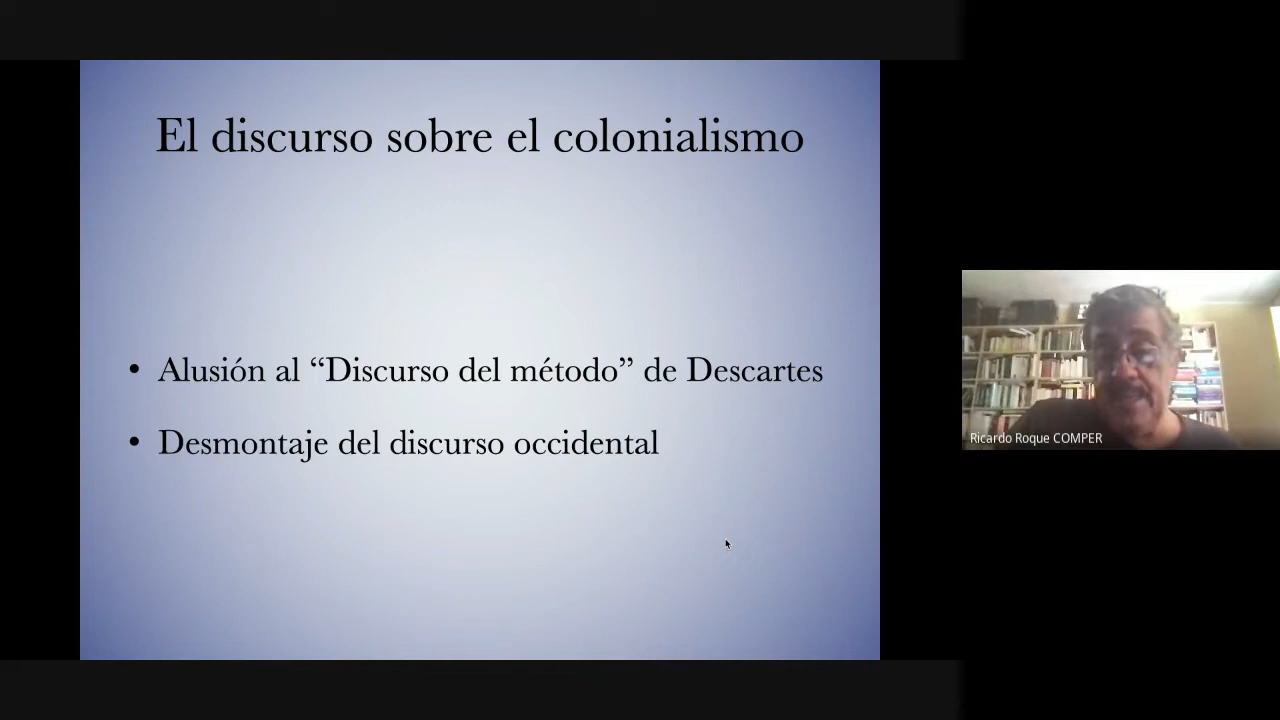 El discurso sobre el colonialismo
• Alusión al “Discurso del método” de Descartes
• Desmontaje del discurso occidental
Ricardo Roque COMPER